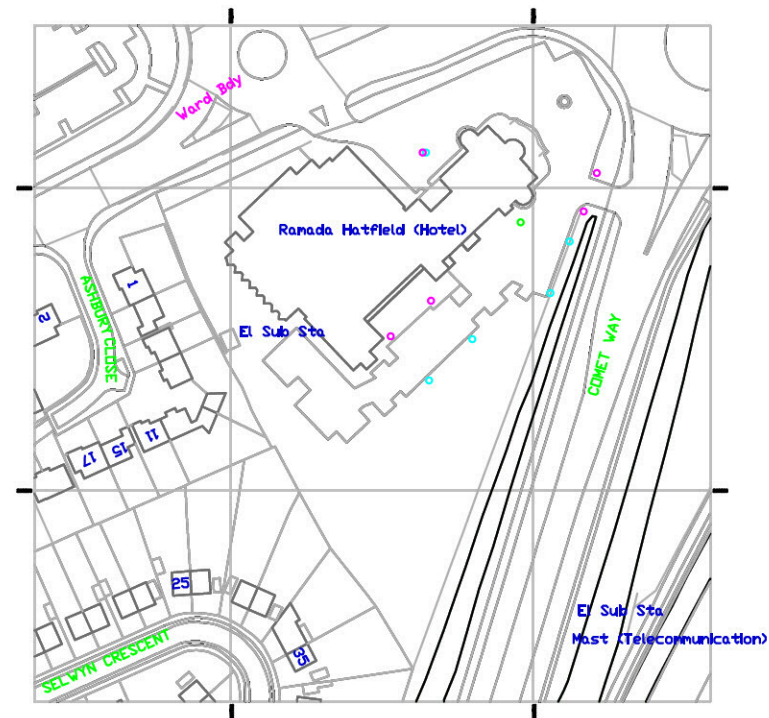 Ward Bdy
Ramada Hatfield (Hotel)
1
ASHBURY CLOSE
2
El Sub Sta
COMET WAY
11
15
17
25
El Sub Sta
Mast (Telecommunication)
35
SELWYN CRESCENT